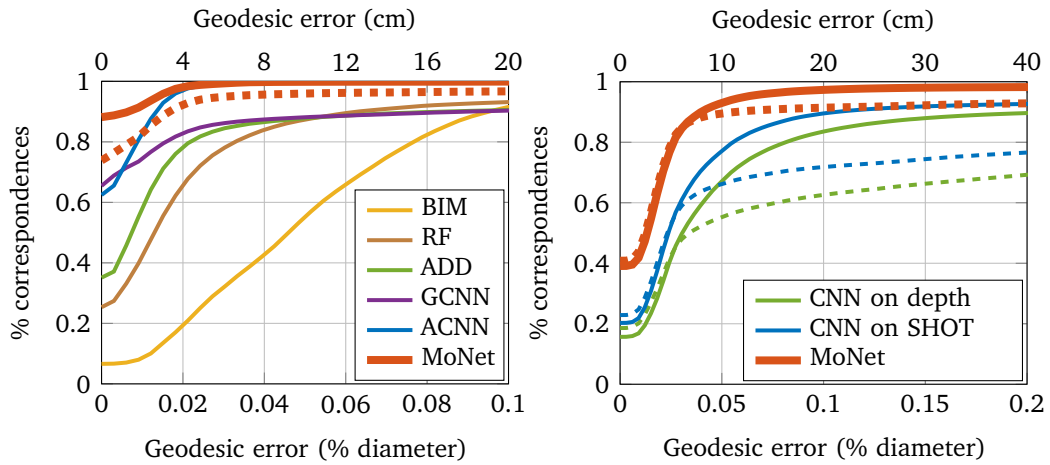 Geodesic error (cm)
0 4 8 12 16 20
% correspondences
1
0.8
0.6
0.4
0.2
0
BIM
RF
ADD
GCNN
ACNN
MoNet
0 0.02 0.04 0.06 0.08 0.1
Geodesic error (% diameter)
Geodesic error (cm)
0 10 20 30 40
% correspondences
1
0.8
0.6
0.4
0.2
0
CNN on depth
CNN on SHOT
MoNet
0 0.05 0.1 0.15 0.2
Geodesic error (% diameter)